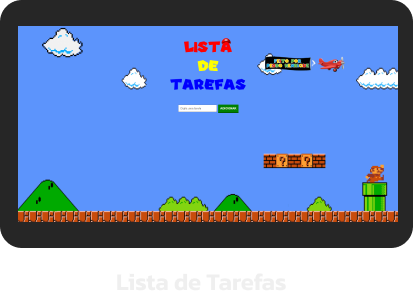 LISTA
DE
TAREFAS
FEITO POR
ADICIONAR
?
?
Lista de Tarefas